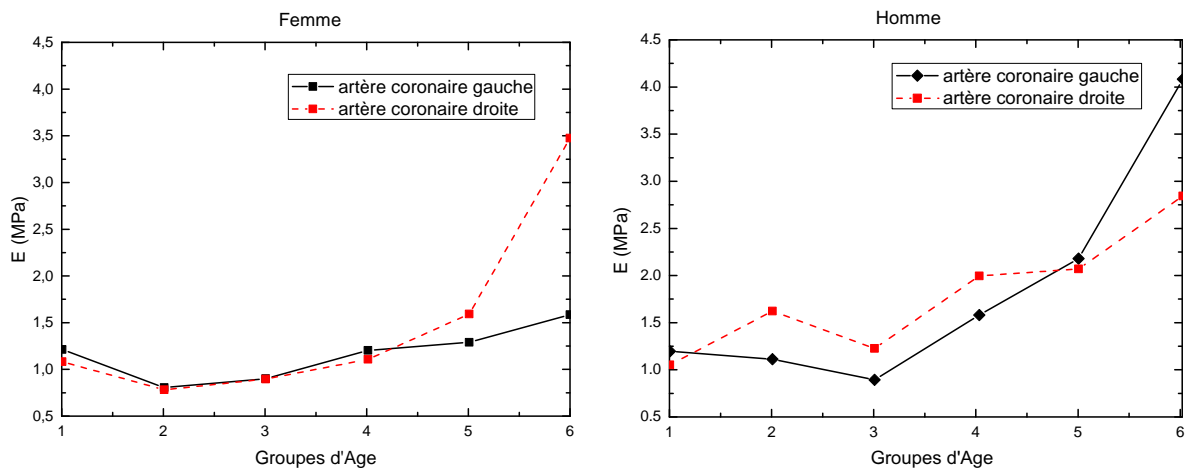 Femme
4,5
4,0
3,5
3,0
2,5
2,0
1,5
1,0
0,5
E (MPa)
artère coronaire gauche
artère coronaire droite
1 2 3 4 5 6
Groupes d'Age
Homme
4.5
4.0
3.5
3.0
2.5
2.0
1.5
1.0
0.5
E (MPa)
artère coronaire gauche
artère coronaire droite
1 2 3 4 5 6
Groupes d'Age